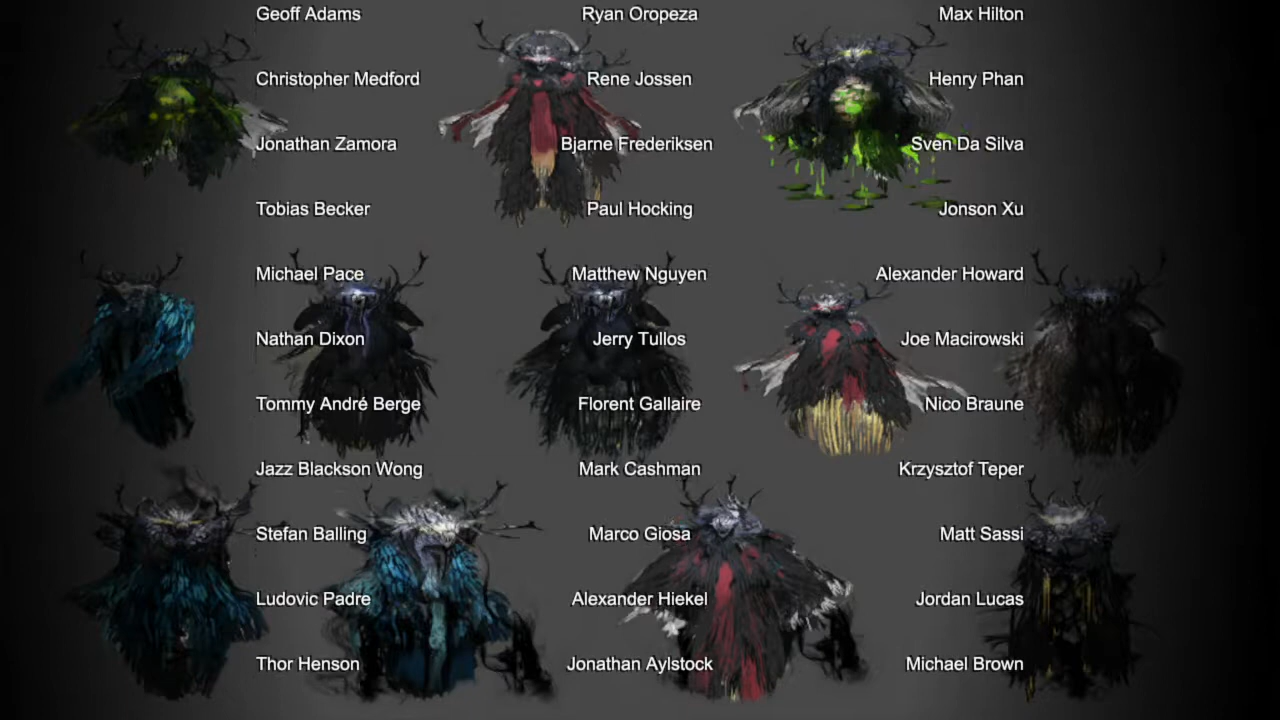 Geoff Adams Ryan Oropeza Max Hilton
Christopher Medford Rene Jossen Henry Phan
Jonathan Zamora Bjarne Frederiksen Sven Da Silva
Tobias Becker Paul Hocking Jonson Xu
Michael Pace Matthew Nguyen Alexander Howard
Nathan Dixon Jerry Tullos Joe Macirowski
Tommy André Berge Florent Gallaire Nico Braune
Jazz Blackson Wong Mark Cashman Krzysztof Teper
Stefan Balling Marco Giosa Matt Sassi
Ludovic Padre Alexander Hiekel Jordan Lucas
Thor Henson Jonathan Aylstock Michael Brown